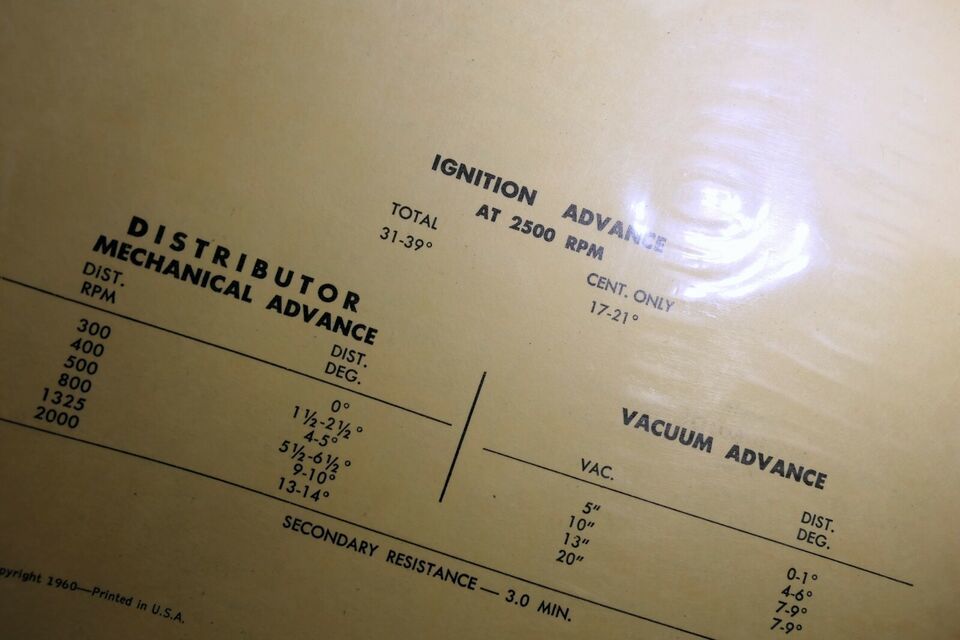 IGNITION ADVANCE
AT 2500 RPM
TOTAL
31-39°
CENT. ONLY
17-21°
DISTRIBUTOR
MECHANICAL ADVANCE
DIST. RPM
DIST. DEG.
300 0°
400 1½-2½°
500 4-5°
800 5½-6½°
1325 9-10°
2000 13-14°
VACUUM ADVANCE
VAC.
DIST. DEG.
5" 0-1°
10" 4-6°
13" 7-9°
20" 7-9°
SECONDARY RESISTANCE — 3.0 MIN.
pyright 1960—Printed in U.S.A.